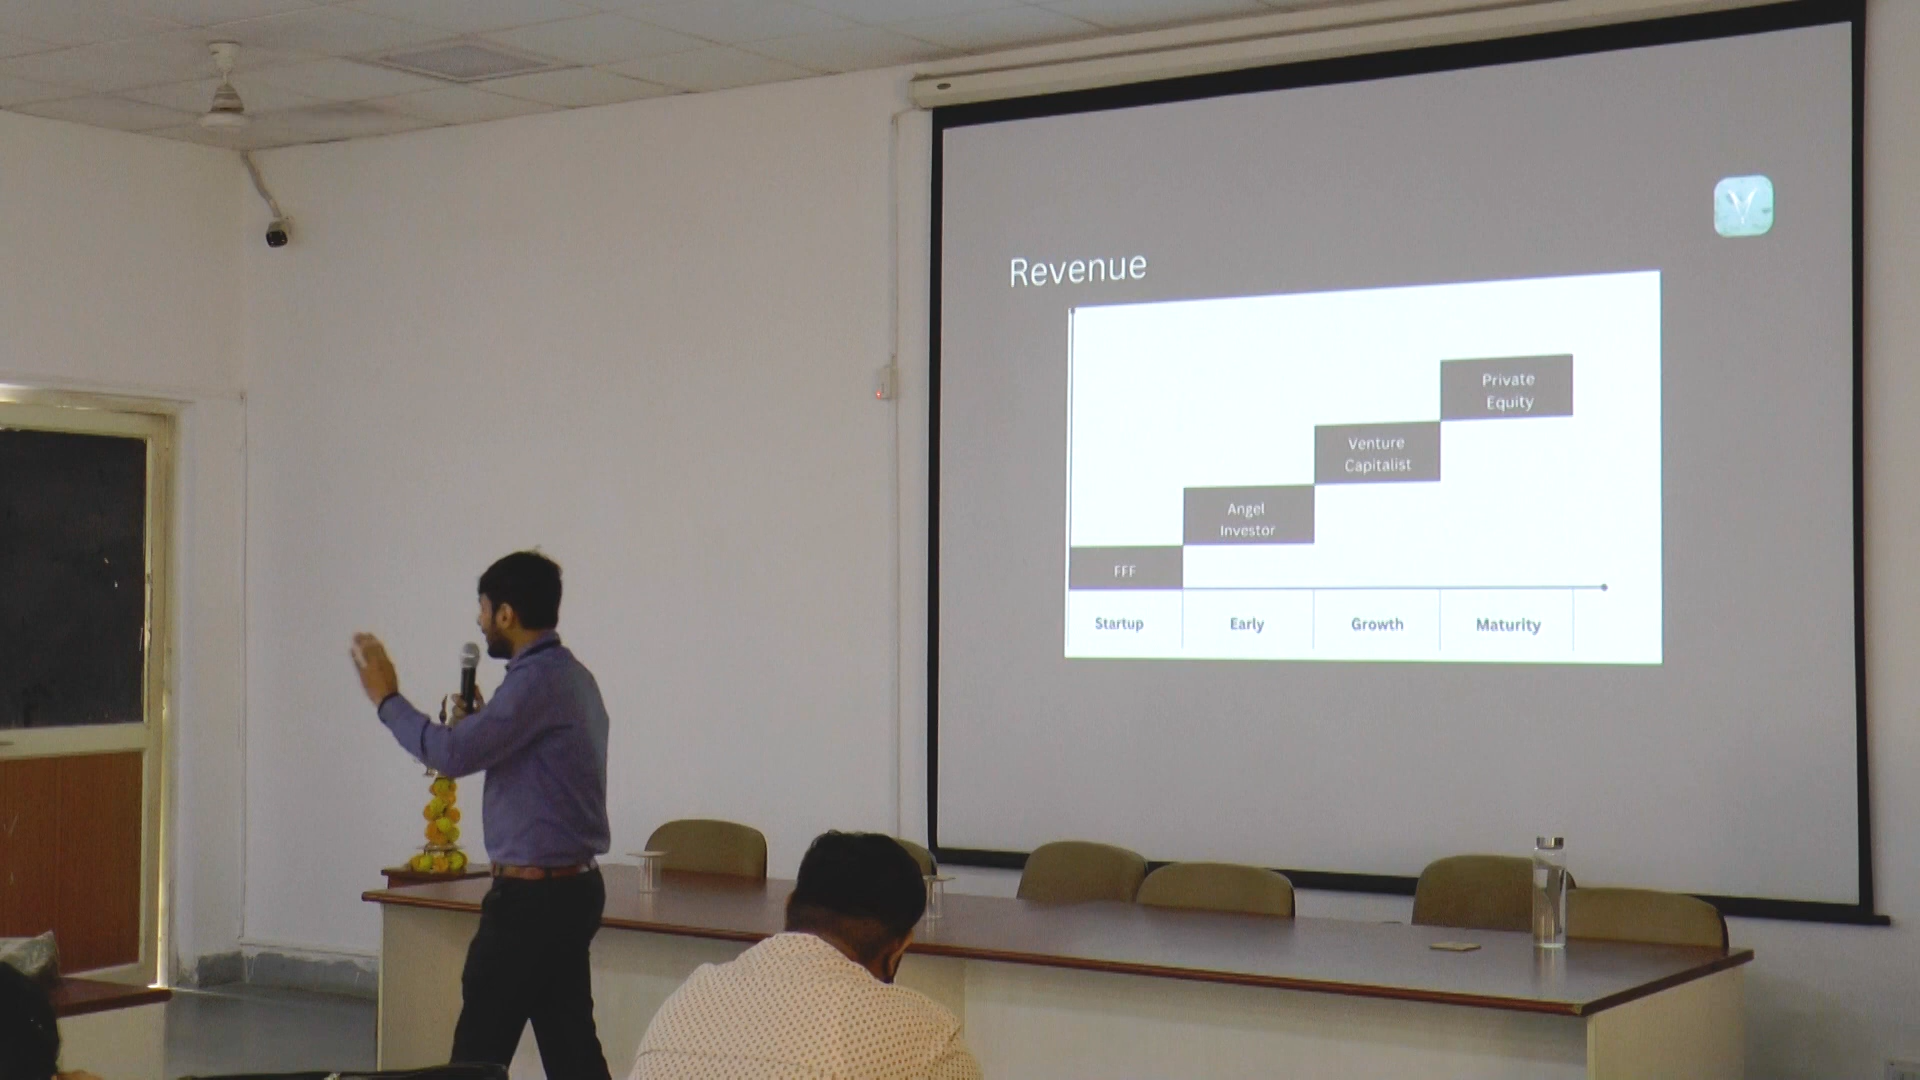 Revenue
Private
Equity
Venture
Capitalist
Angel
Investor
FFF
Startup
Early
Growth
Maturity